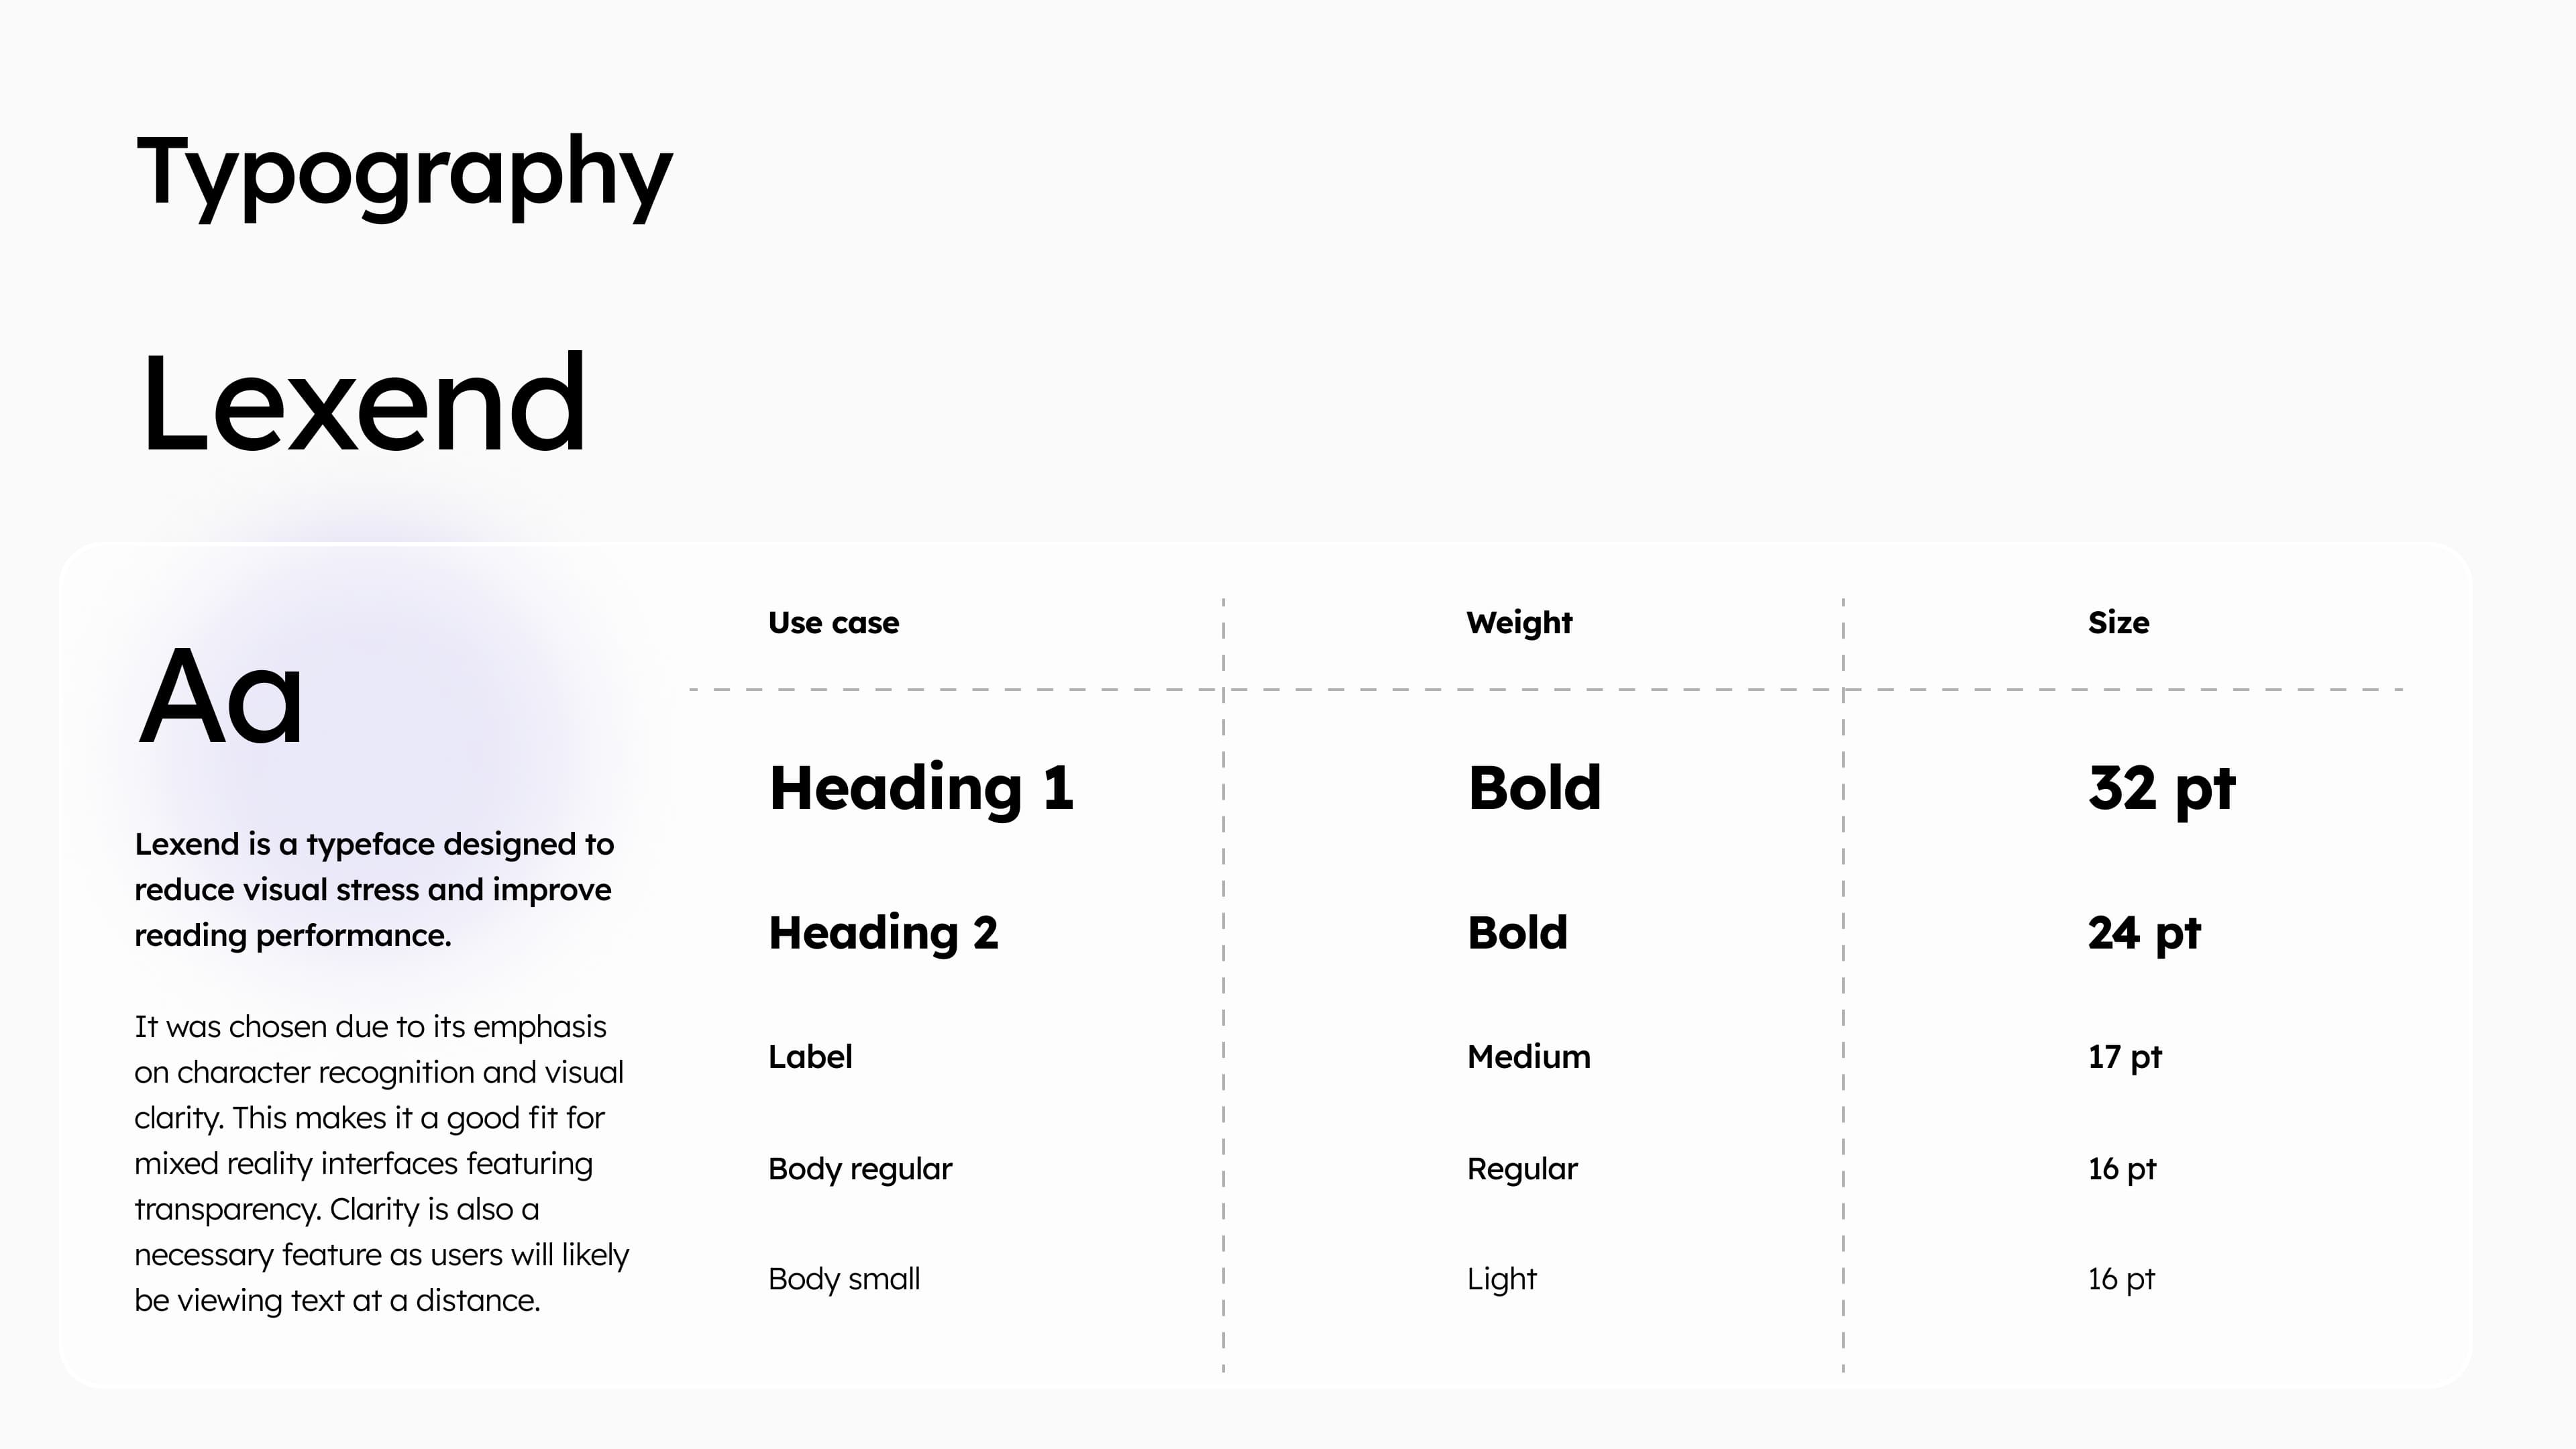 Typography
Lexend
Aa
Lexend is a typeface designed to
reduce visual stress and improve
reading performance.
It was chosen due to its emphasis
on character recognition and visual
clarity. This makes it a good fit for
mixed reality interfaces featuring
transparency. Clarity is also a
necessary feature as users will likely
be viewing text at a distance.
Use case Weight Size
Heading 1 Bold 32 pt
Heading 2 Bold 24 pt
Label Medium 17 pt
Body regular Regular 16 pt
Body small Light 16 pt